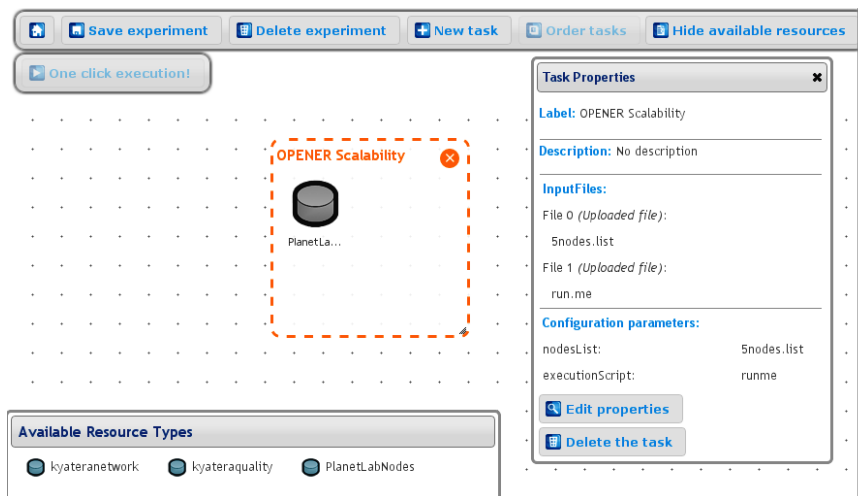 Save experiment
Delete experiment
New task
Order tasks
Hide available resources
One click execution!
Task Properties
Label: OPENER Scalability
Description: No description
InputFiles:
File 0 (Uploaded file):
5nodes.list
File 1 (Uploaded file):
run.me
Configuration parameters:
nodesList: 5nodes.list
executionScript: runme
Edit properties
Delete the task
OPENER Scalability
PlanetLa...
Available Resource Types
kyateranetwork
kyateraquality
PlanetLabNodes